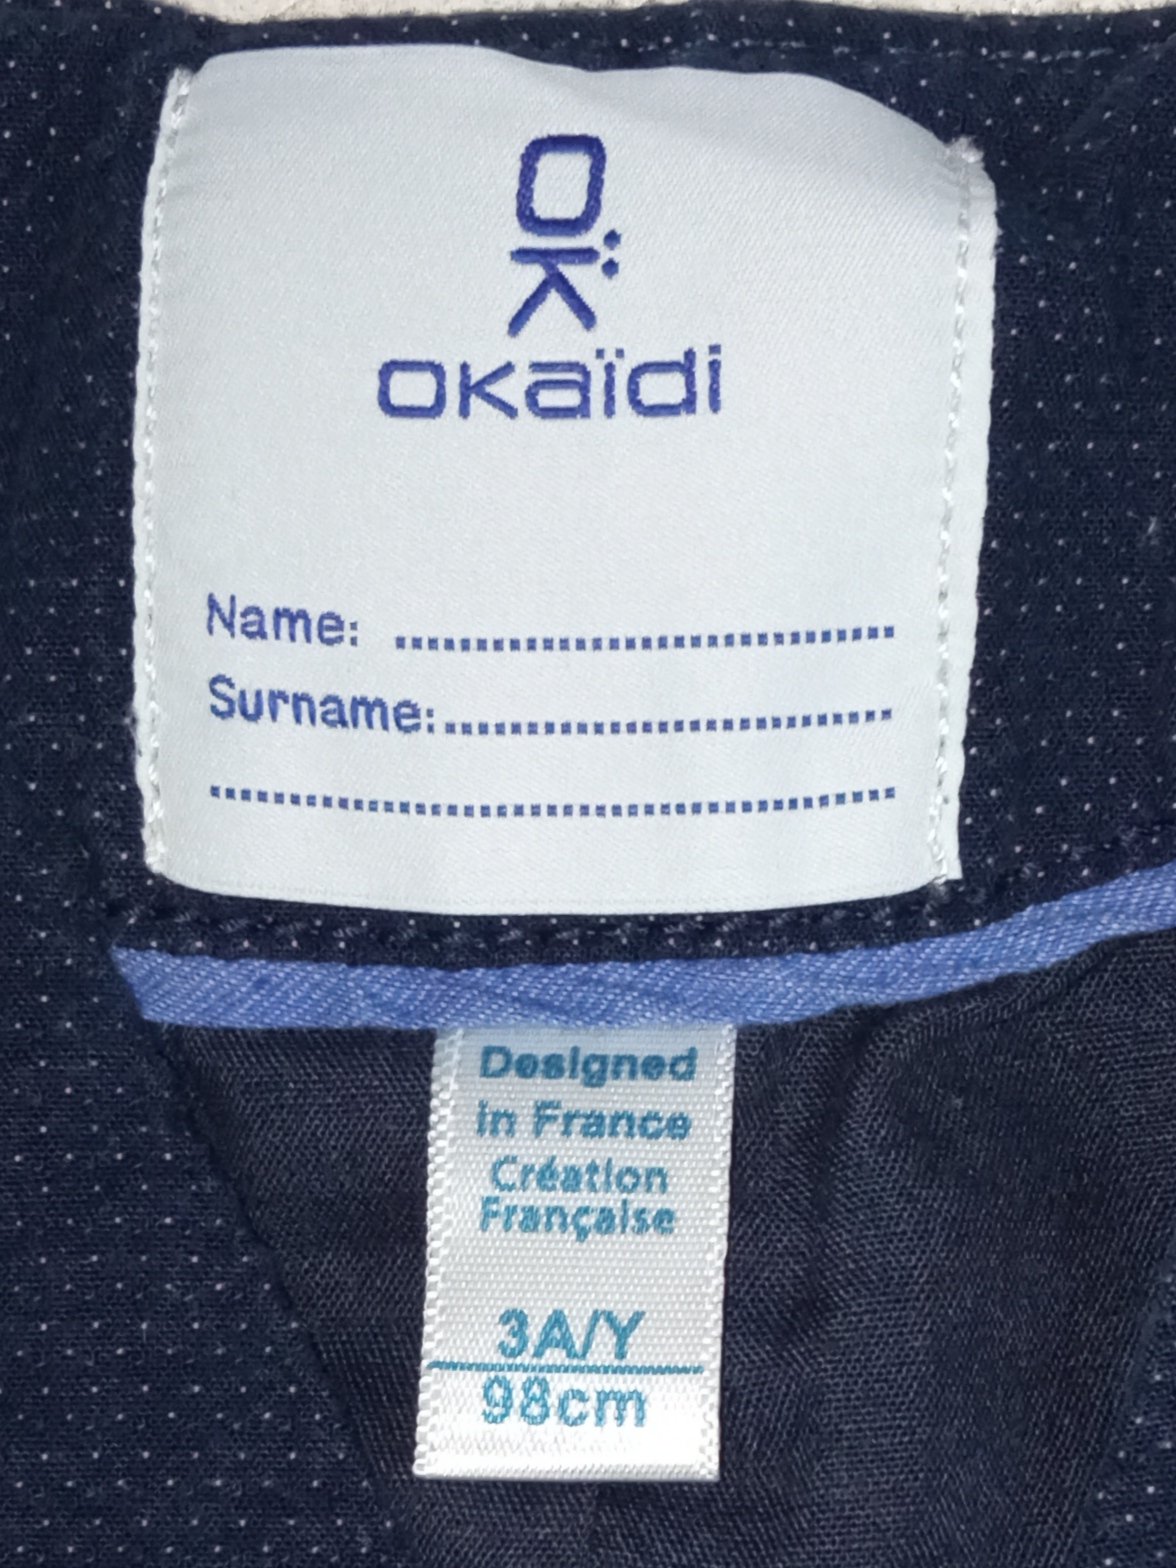 OK
okaïdi
Name:
Surname:
Designed
in France
Création
Française
3A/Y
98cm